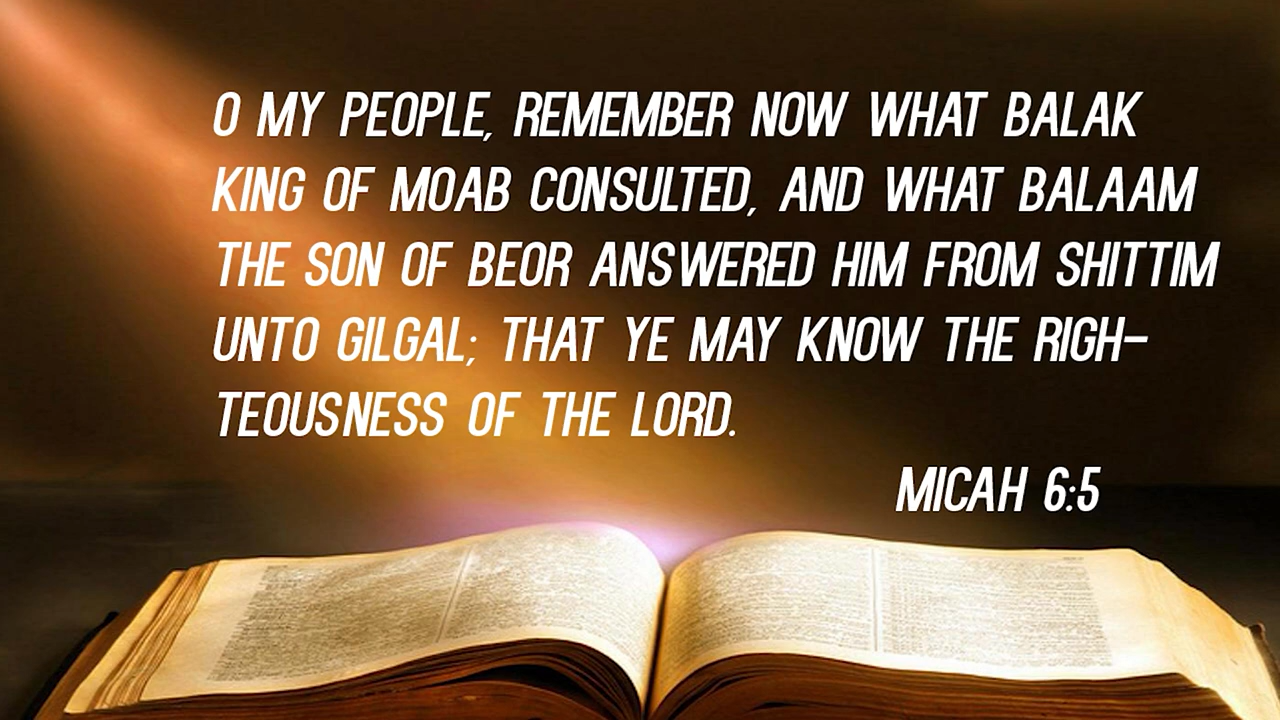 O MY PEOPLE, REMEMBER NOW WHAT BALAK
KING OF MOAB CONSULTED, AND WHAT BALAAM
THE SON OF BEOR ANSWERED HIM FROM SHITTIM
UNTO GILGAL; THAT YE MAY KNOW THE RIGH-
TEOUSNESS OF THE LORD.
MICAH 6:5